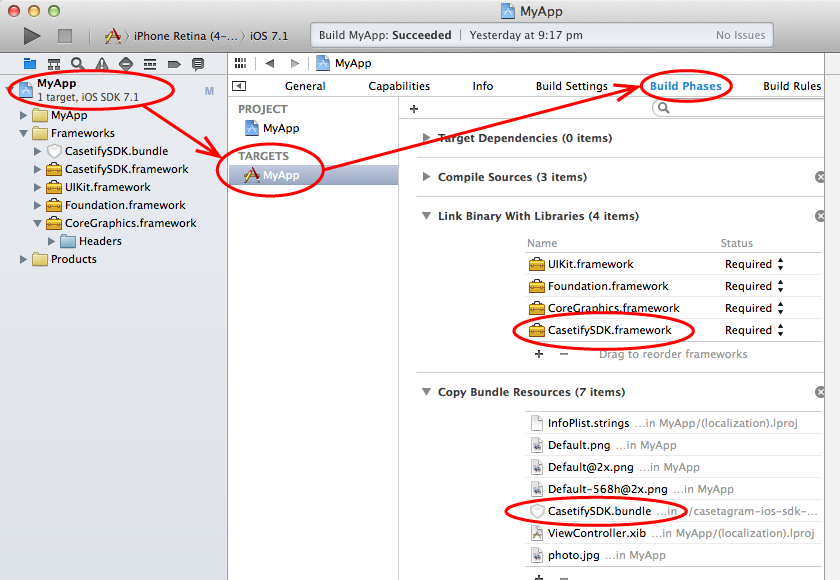 MyApp
iPhone Retina (4-... iOS 7.1
Build MyApp: Succeeded | Yesterday at 9:17 pm
No Issues
MyApp
MyApp
1 target, iOS SDK 7.1
M
MyApp
Frameworks
CasetifySDK.bundle
CasetifySDK.framework
UIKit.framework
Foundation.framework
CoreGraphics.framework
Headers
Products
General Capabilities Info Build Settings Build Phases Build Rules
PROJECT
MyApp
TARGETS
MyApp
Target Dependencies (0 items)
Compile Sources (3 items)
Link Binary With Libraries (4 items)
Name Status
UIKit.framework Required
Foundation.framework Required
CoreGraphics.framework Required
CasetifySDK.framework Required
+ − Drag to reorder frameworks
Copy Bundle Resources (7 items)
InfoPlist.strings ...in MyApp/(localization).lproj
Default.png ...in MyApp
Default@2x.png ...in MyApp
Default-568h@2x.png ...in MyApp
CasetifySDK.bundle ...in /casetagram-ios-sdk-...
ViewController.xib ...in MyApp/(localization).lproj
photo.jpg ...in MyApp